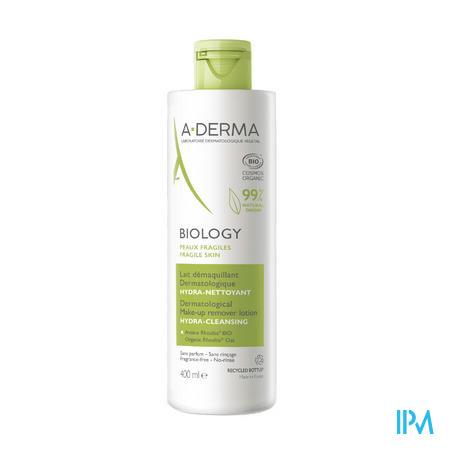 A-DERMA
LABORATOIRE DERMATOLOGIQUE VÉGÉTAL
BIO
COSMOS
ORGANIC
99%
NATURAL
ORIGIN
BIOLOGY
PEAUX FRAGILES
FRAGILE SKIN
Lait démaquillant
Dermatologique
HYDRA-NETTOYANT
Dermatological
Make-up remover lotion
HYDRA-CLEANSING
Avoine Rhealba® BIO
Organic Rhealba® Oat
Sans parfum - Sans rinçage
Fragrance-free - No-rinse
400 ml e
RECYCLED BOTTLE
Made in France
IPM